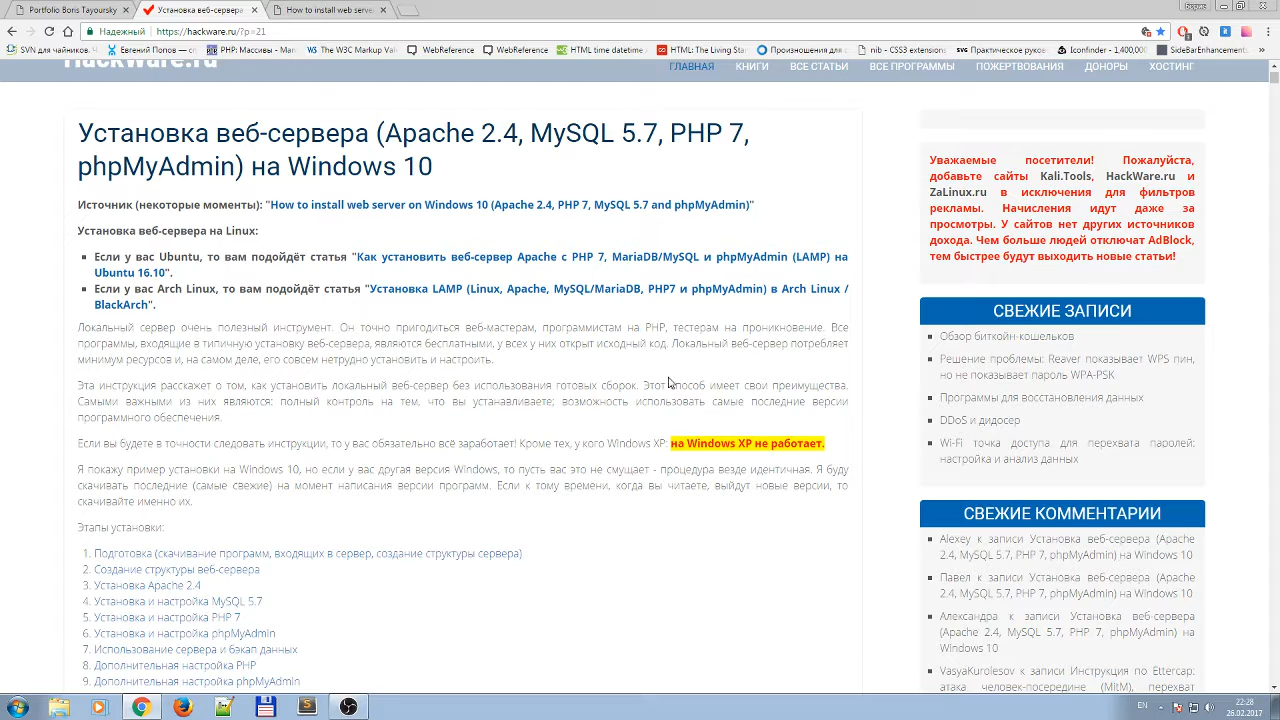 Portfolio Boris Tayoursky
Установка веб-сервера
How to install web serve
Надежный
https://hackware.ru/?p=21
SVN для чайников.
Евгений Попов —
PHP: Массивы - Ma
The W3C Markup Val
WebReference
WebReference
HTML time datetime
HTML: The Living Sta
Произношения для с
nib - CSS3 extensions
Практическое руков
Iconfinder - 1,400,000
SideBarEnhancements
HackWare.ru
ГЛАВНАЯ
КНИГИ
ВСЕ СТАТЬИ
ВСЕ ПРОГРАММЫ
ПОЖЕРТВОВАНИЯ
ДОНОРЫ
ХОСТИНГ
Установка веб-сервера (Apache 2.4, MySQL 5.7, PHP 7,
phpMyAdmin) на Windows 10
Источник (некоторые моменты): "How to install web server on Windows 10 (Apache 2.4, PHP 7, MySQL 5.7 and phpMyAdmin)"
Установка веб-сервера на Linux:
Если у вас Ubuntu, то вам подойдёт статья "Как установить веб-сервер Apache с PHP 7, MariaDB/MySQL и phpMyAdmin (LAMP) на
Ubuntu 16.10".
Если у вас Arch Linux, то вам подойдёт статья "Установка LAMP (Linux, Apache, MySQL/MariaDB, PHP7 и phpMyAdmin) в Arch Linux /
BlackArch".
Локальный сервер очень полезный инструмент. Он точно пригодиться веб-мастерам, программистам на PHP, тестерам на проникновение. Все
программы, входящие в типичную установку веб-сервера, являются бесплатными, у всех у них открыт исходный код. Локальный веб-сервер потребляет
минимум ресурсов и, на самом деле, его совсем нетрудно установить и настроить.
Эта инструкция расскажет о том, как установить локальный веб-сервер без использования готовых сборок. Этот способ имеет свои преимущества.
Самыми важными из них являются: полный контроль на тем, что вы устанавливаете; возможность использовать самые последние версии
программного обеспечения.
Если вы будете в точности следовать инструкции, то у вас обязательно всё заработает! Кроме тех, у кого Windows XP: на Windows XP не работает.
Я покажу пример установки на Windows 10, но если у вас другая версия Windows, то пусть вас это не смущает - процедура везде идентичная. Я буду
скачивать последние (самые свежие) на момент написания версии программ. Если к тому времени, когда вы читаете, выйдут новые версии, то
скачивайте именно их.
Этапы установки:
1. Подготовка (скачивание программ, входящих в сервер, создание структуры сервера)
2. Создание структуры веб-сервера
3. Установка Apache 2.4
4. Установка и настройка MySQL 5.7
5. Установка и настройка PHP 7
6. Установка и настройка phpMyAdmin
7. Использование сервера и бэкап данных
8. Дополнительная настройка PHP
9. Дополнительная настройка phpMyAdmin
Уважаемые посетители! Пожалуйста,
добавьте сайты Kali.Tools, HackWare.ru и
ZaLinux.ru в исключения для фильтров
рекламы. Начисления идут даже за
просмотры. У сайтов нет других источников
дохода. Чем больше людей отключат AdBlock,
тем быстрее будут выходить новые статьи!
СВЕЖИЕ ЗАПИСИ
Обзор биткойн-кошельков
Решение проблемы: Reaver показывает WPS пин,
но не показывает пароль WPA-PSK
Программы для восстановления данных
DDoS и дидосер
Wi-Fi точка доступа для перехвата паролей:
настройка и анализ данных
СВЕЖИЕ КОММЕНТАРИИ
Alexey к записи Установка веб-сервера (Apache
2.4, MySQL 5.7, PHP 7, phpMyAdmin) на Windows 10
Павел к записи Установка веб-сервера (Apache
2.4, MySQL 5.7, PHP 7, phpMyAdmin) на Windows 10
Александра к записи Установка веб-сервера
(Apache 2.4, MySQL 5.7, PHP 7, phpMyAdmin) на
Windows 10
VasyaKurolesov к записи Инструкция по Ettercap:
атака человек-посередине (MitM), перехват
EN
22:28
26.02.2017